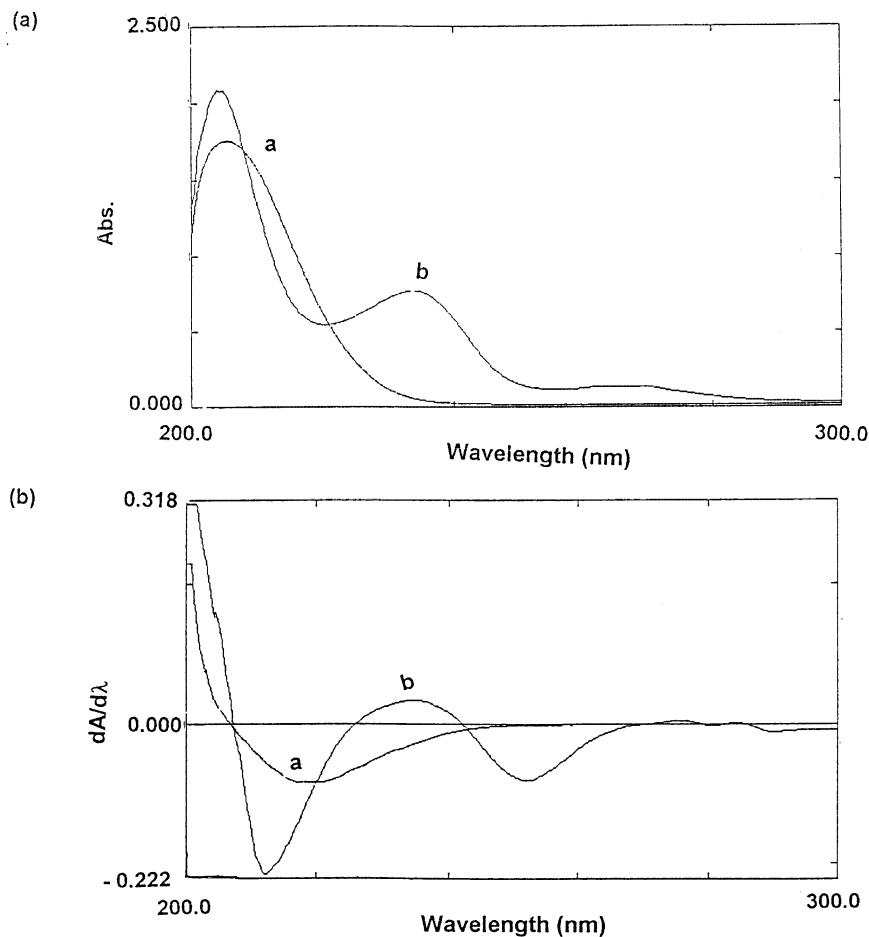 (a)
2.500
a
b
Abs.
0.000
200.0
300.0
Wavelength (nm)
(b)
0.318
b
dA/dλ
0.000
a
- 0.222
200.0
300.0
Wavelength (nm)